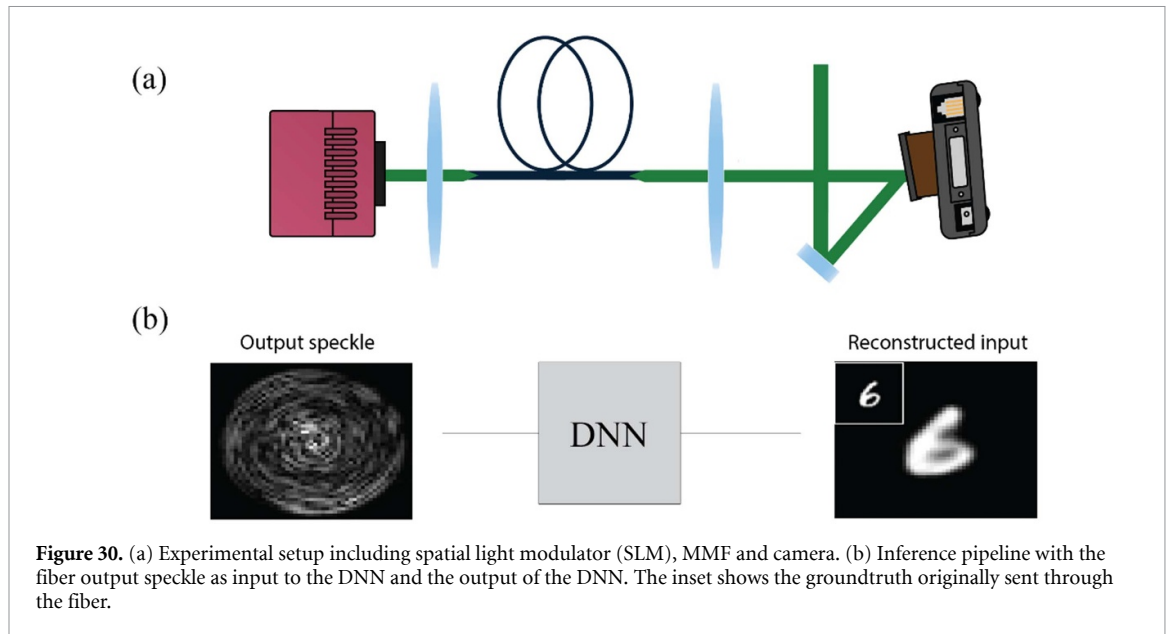 (a)
(b)
Output speckle
DNN
Reconstructed input
6
6
Figure 30. (a) Experimental setup including spatial light modulator (SLM), MMF and camera. (b) Inference pipeline with the
fiber output speckle as input to the DNN and the output of the DNN. The inset shows the groundtruth originally sent through
the fiber.